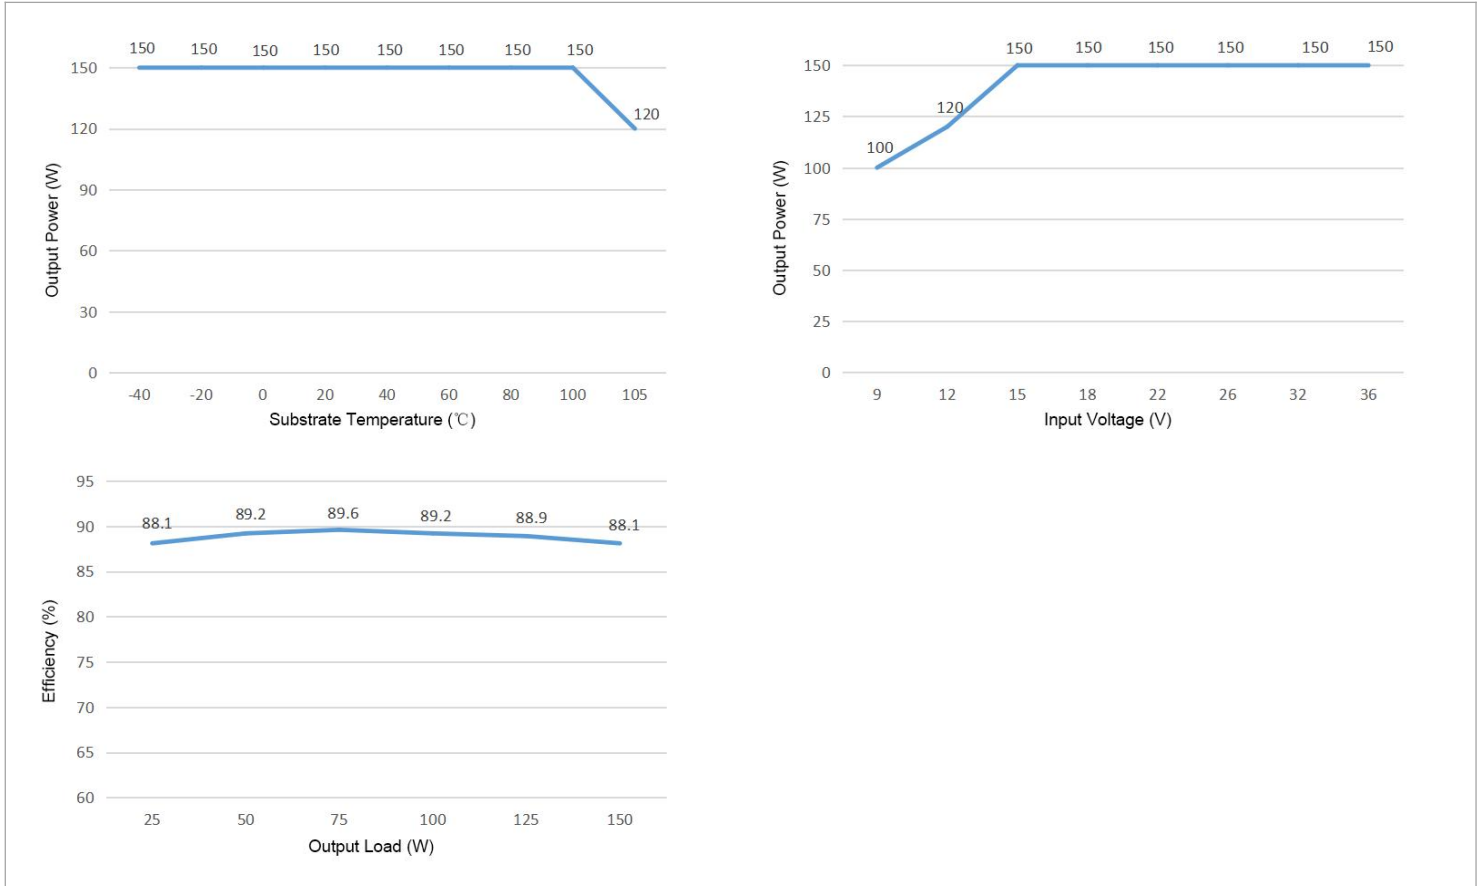 150 150 150 150 150 150 150 150
150
120
120
90
60
30
0
Output Power (W)
-40 -20 0 20 40 60 80 100 105
Substrate Temperature (℃)
150 150 150 150 150 150
150
120
125
100
100
75
50
25
0
Output Power (W)
9 12 15 18 22 26 32 36
Input Voltage (V)
95
88.1 89.2 89.6 89.2 88.9 88.1
90
85
80
75
70
65
60
Efficiency (%)
25 50 75 100 125 150
Output Load (W)